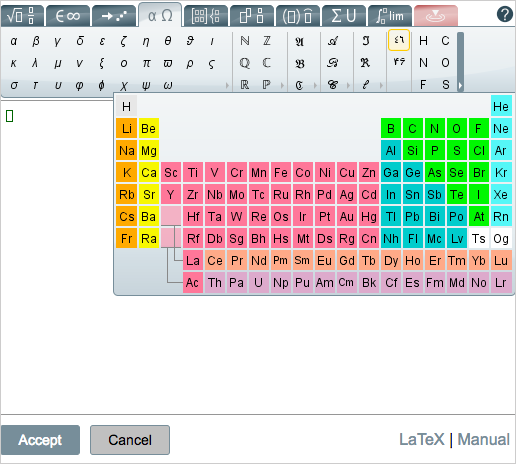 √ ∈∞ → α Ω ( ) ΣU ∫ lim ?
α β γ δ ε ζ η θ ϑ ι ℕ ℤ 𝔄 𝒜 ℑ ٤٦ H C
κ λ μ ν ξ ο π ϖ ρ ς ℚ ℝ 𝔅 ℬ ℜ ۴۶ N O
σ τ υ φ ϕ χ ψ ω ℂ ℙ ℭ 𝒞 ℓ F S
H He
Li Be B C N O F Ne
Na Mg Al Si P S Cl Ar
K Ca Sc Ti V Cr Mn Fe Co Ni Cu Zn Ga Ge As Se Br Kr
Rb Sr Y Zr Nb Mo Tc Ru Rh Pd Ag Cd In Sn Sb Te I Xe
Cs Ba Hf Ta W Re Os Ir Pt Au Hg Tl Pb Bi Po At Rn
Fr Ra Rf Db Sg Bh Hs Mt Ds Rg Cn Nh Fl Mc Lv Ts Og
La Ce Pr Nd Pm Sm Eu Gd Tb Dy Ho Er Tm Yb Lu
Ac Th Pa U Np Pu Am Cm Bk Cf Es Fm Md No Lr
Accept Cancel LaTeX | Manual